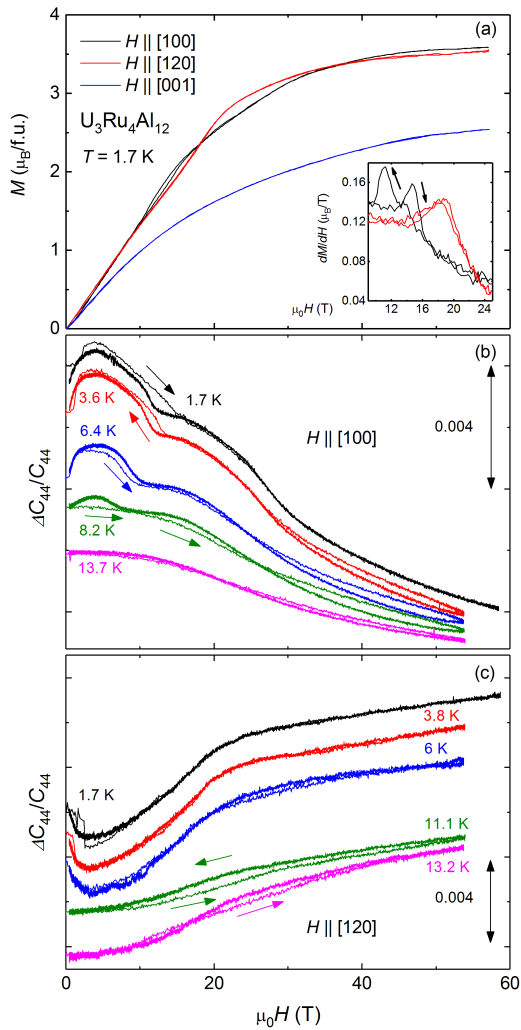 (a)
H || [100]
H || [120]
H || [001]
U₃Ru₄Al₁₂
T = 1.7 K
M (μ_B/f.u.)
4
3
2
1
0
dM/dH (μ_B/T)
0.16
0.12
0.08
0.04
μ₀H (T)
12 16 20 24
(b)
1.7 K
3.6 K
6.4 K
8.2 K
13.7 K
H || [100]
0.004
ΔC₄₄/C₄₄
(c)
3.8 K
6 K
1.7 K
11.1 K
13.2 K
0.004
H || [120]
ΔC₄₄/C₄₄
0 20 40 60
μ₀H (T)